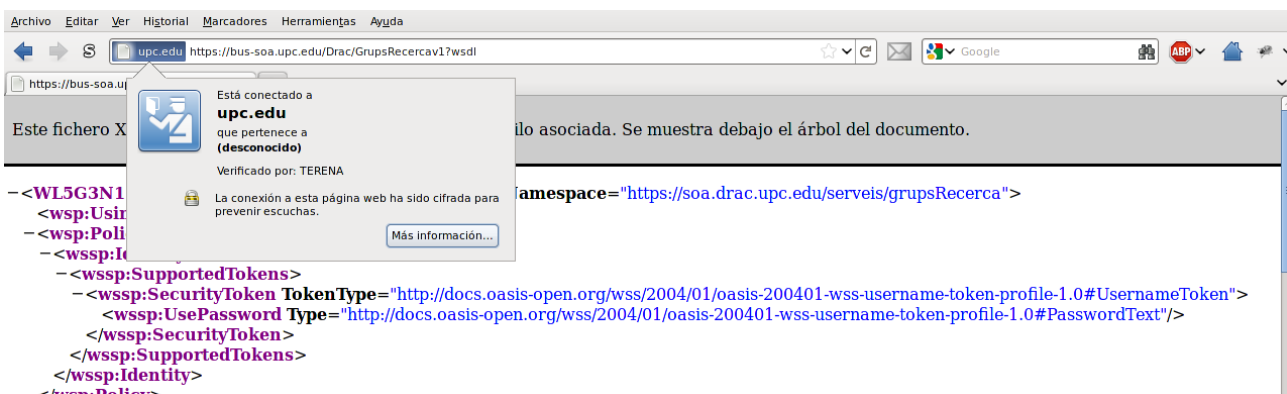 Archivo Editar Ver Historial Marcadores Herramientas Ayuda
S upc.edu https://bus-soa.upc.edu/Drac/GrupsRecercav1?wsdl Google ABP
https://bus-soa.u
Está conectado a
upc.edu
que pertenece a
(desconocido)
Verificado por: TERENA
La conexión a esta página web ha sido cifrada para
prevenir escuchas.
Más información...
Este fichero X ilo asociada. Se muestra debajo el árbol del documento.
−<WL5G3N1 amespace="https://soa.drac.upc.edu/serveis/grupsRecerca">
<wsp:Usin
−<wsp:Poli
−<wssp:Id
−<wssp:SupportedTokens>
−<wssp:SecurityToken TokenType="http://docs.oasis-open.org/wss/2004/01/oasis-200401-wss-username-token-profile-1.0#UsernameToken">
<wssp:UsePassword Type="http://docs.oasis-open.org/wss/2004/01/oasis-200401-wss-username-token-profile-1.0#PasswordText"/>
</wssp:SecurityToken>
</wssp:SupportedTokens>
</wssp:Identity>
</wsp:Policy>